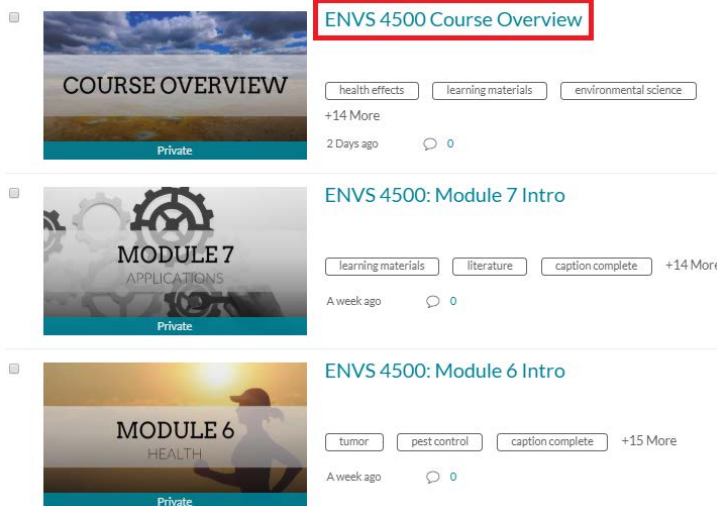 ENVS 4500 Course Overview
COURSE OVERVIEW
health effects learning materials environmental science
+14 More
2 Days ago 0
Private
ENVS 4500: Module 7 Intro
MODULE 7
APPLICATIONS
learning materials literature caption complete +14 More
A week ago 0
Private
ENVS 4500: Module 6 Intro
MODULE 6
HEALTH
tumor pest control caption complete +15 More
A week ago 0
Private